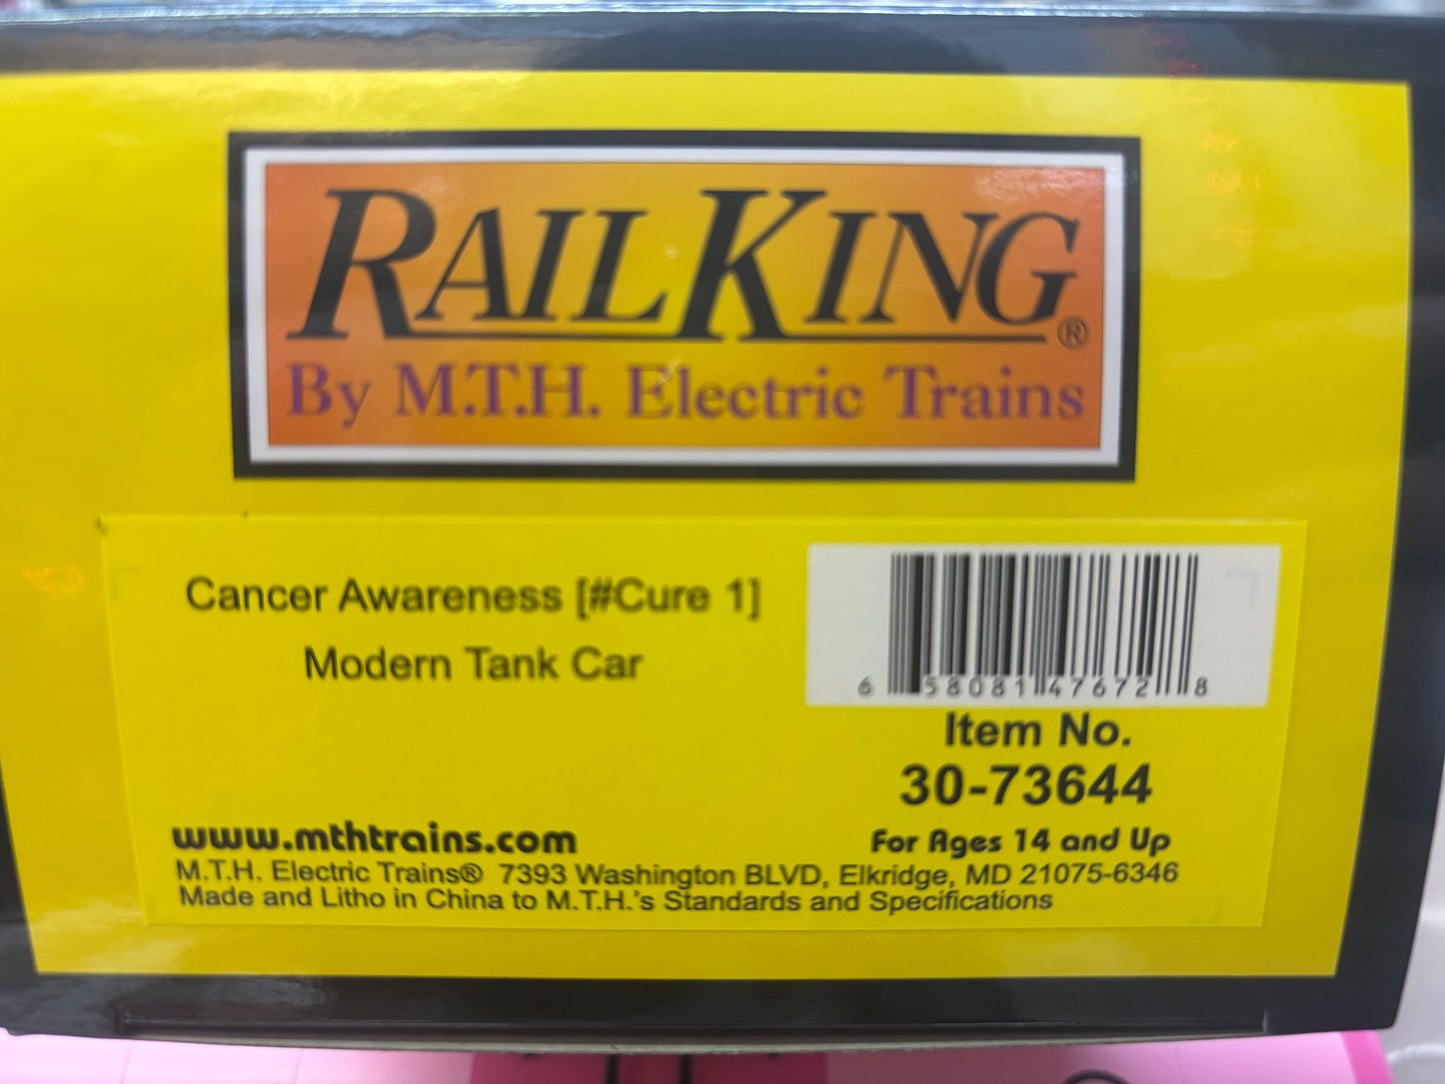 RAILKING®
By M.T.H. Electric Trains
Cancer Awareness [#Cure 1]
Modern Tank Car
6 58081 47672 8
Item No.
30-73644
www.mthtrains.com
For Ages 14 and Up
M.T.H. Electric Trains® 7393 Washington BLVD, Elkridge, MD 21075-6346
Made and Litho in China to M.T.H.'s Standards and Specifications